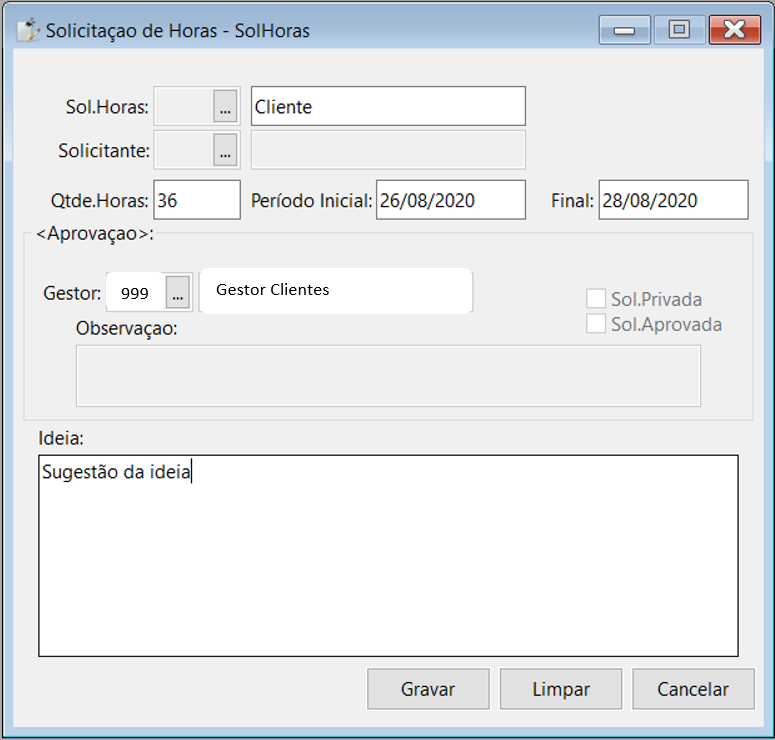 Solicitaçao de Horas - SolHoras
Sol.Horas: ... Cliente
Solicitante: ...
Qtde.Horas: 36 Período Inicial: 26/08/2020 Final: 28/08/2020
<Aprovaçao>:
Gestor: 999 ... Gestor Clientes
Sol.Privada
Sol.Aprovada
Observaçao:
Ideia:
Sugestão da ideia
Gravar Limpar Cancelar